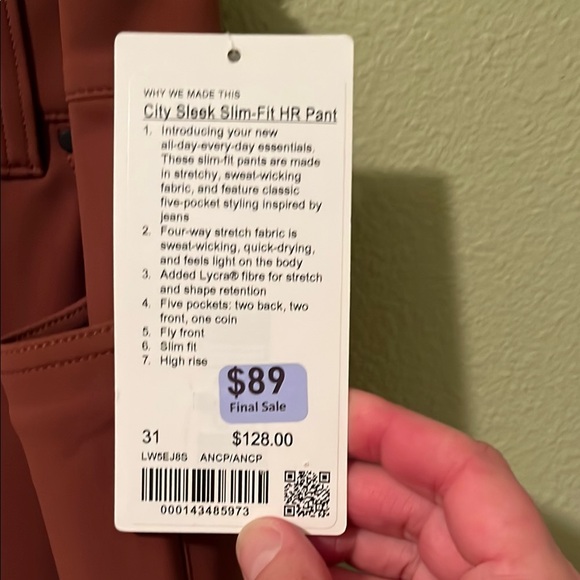 WHY WE MADE THIS
City Sleek Slim-Fit HR Pant
1. Introducing your new
all-day-every-day essentials.
These slim-fit pants are made
in stretchy, sweat-wicking
fabric, and feature classic
five-pocket styling inspired by
jeans
2. Four-way stretch fabric is
sweat-wicking, quick-drying,
and feels light on the body
3. Added Lycra® fibre for stretch
and shape retention
4. Five pockets: two back, two
front, one coin
5. Fly front
6. Slim fit
7. High rise
$89
Final Sale
31 $128.00
LW5EJ8S ANCP/ANCP
000143485973